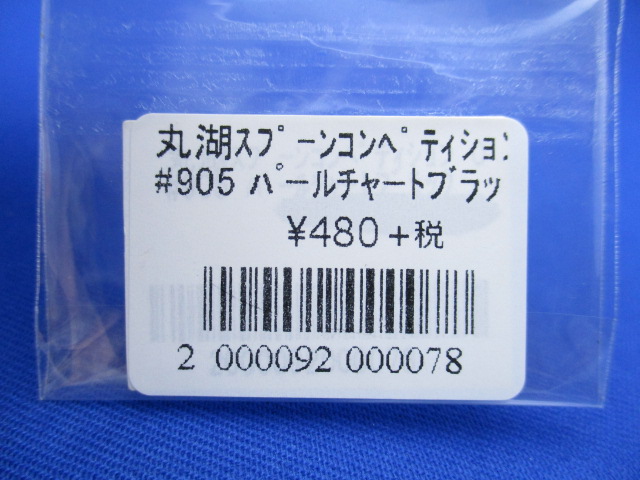 丸湖スプーンコンペティション
#905 パールチャートブラッ
¥480+税
2 000092 000078